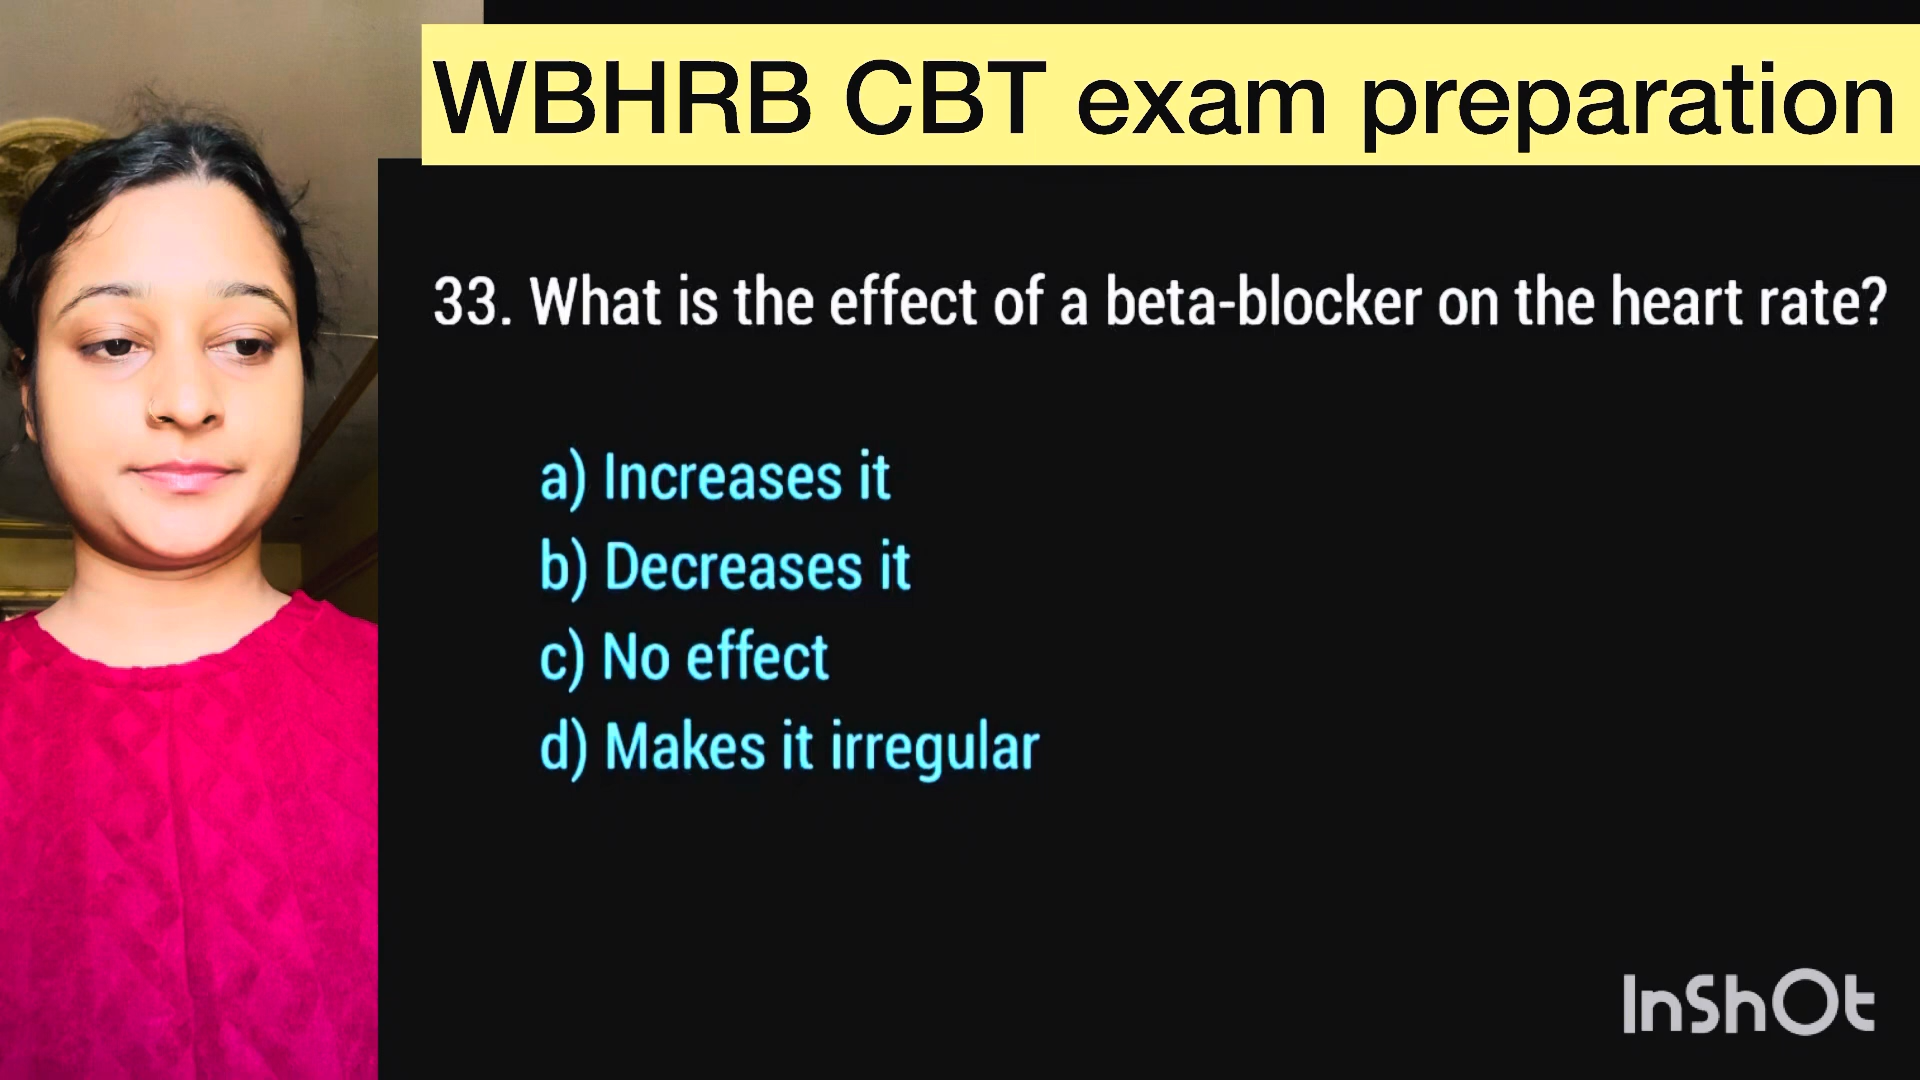 WBHRB CBT exam preparation
33. What is the effect of a beta-blocker on the heart rate?
a) Increases it
b) Decreases it
c) No effect
d) Makes it irregular
InShOt